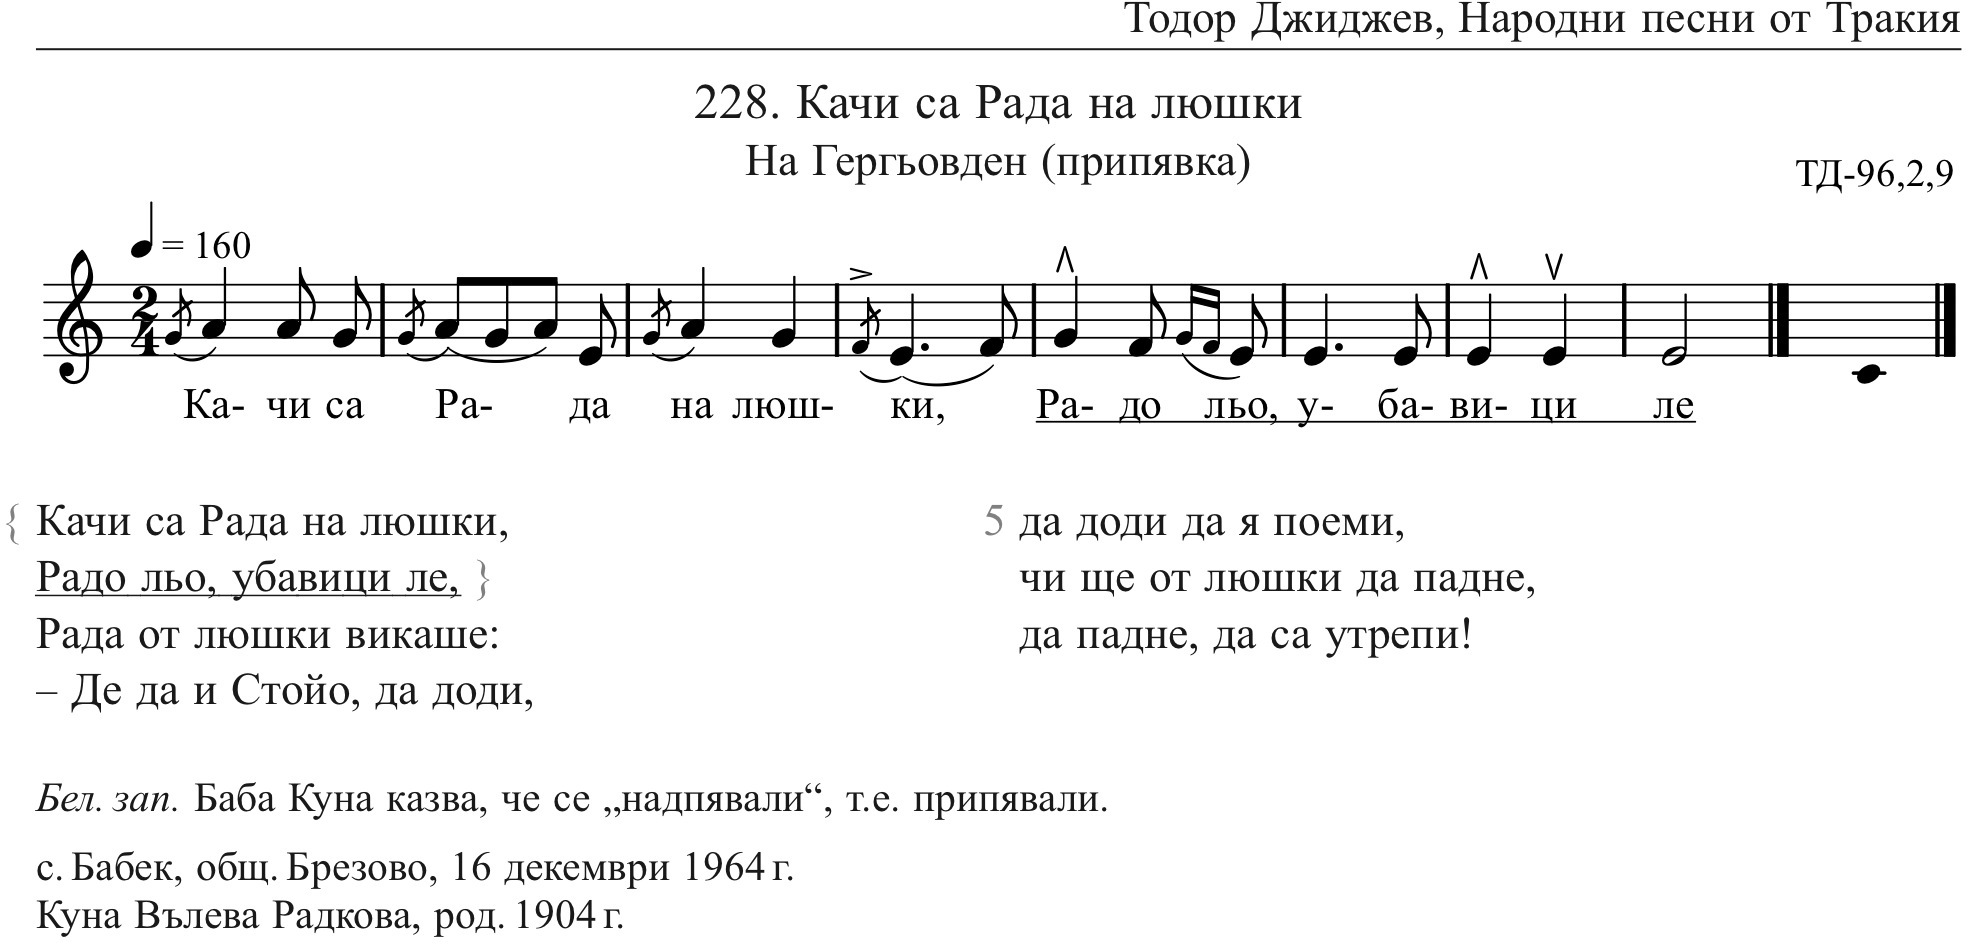 Тодор Джиджев, Народни песни от Тракия
228. Качи са Рада на люшки
На Гергьовден (припявка)
ТД-96,2,9
= 160
2
4
Ка- чи са Ра- да на люш- ки, Ра- до льо, у- ба- ви- ци ле
{ Качи са Рада на люшки,
Радо льо, убавици ле, }
Рада от люшки викаше:
– Де да и Стойо, да доди,
5 да доди да я поеми,
чи ще от люшки да падне,
да падне, да са утрепи!
Бел. зап. Баба Куна казва, че се „надпявали“, т.е. припявали.
с. Бабек, общ. Брезово, 16 декември 1964 г.
Куна Вълева Радкова, род. 1904 г.